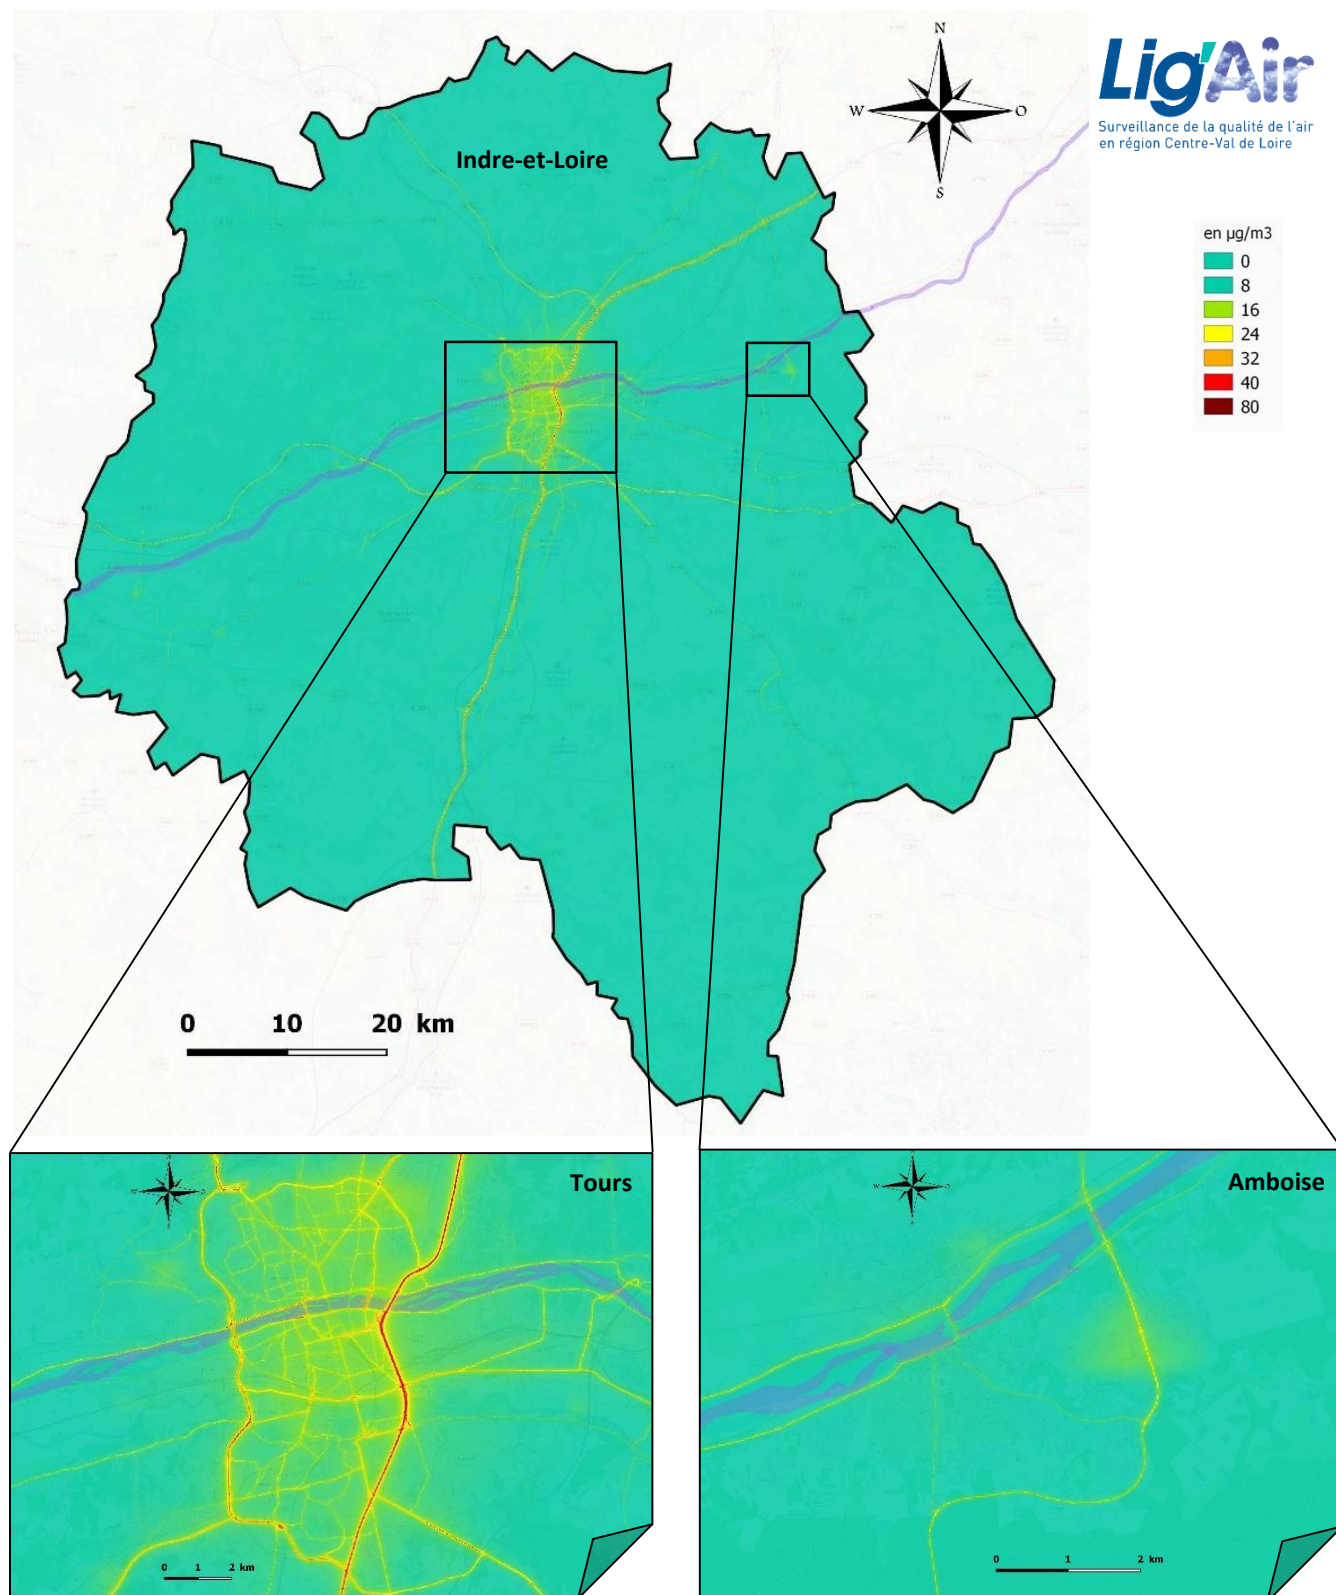 N
W
O
S
Lig'Air
Surveillance de la qualité de l'air
en région Centre-Val de Loire
Indre-et-Loire
en µg/m3
0
8
16
24
32
40
80
0 10 20 km
Tours
0 1 2 km
Amboise
0 1 2 km